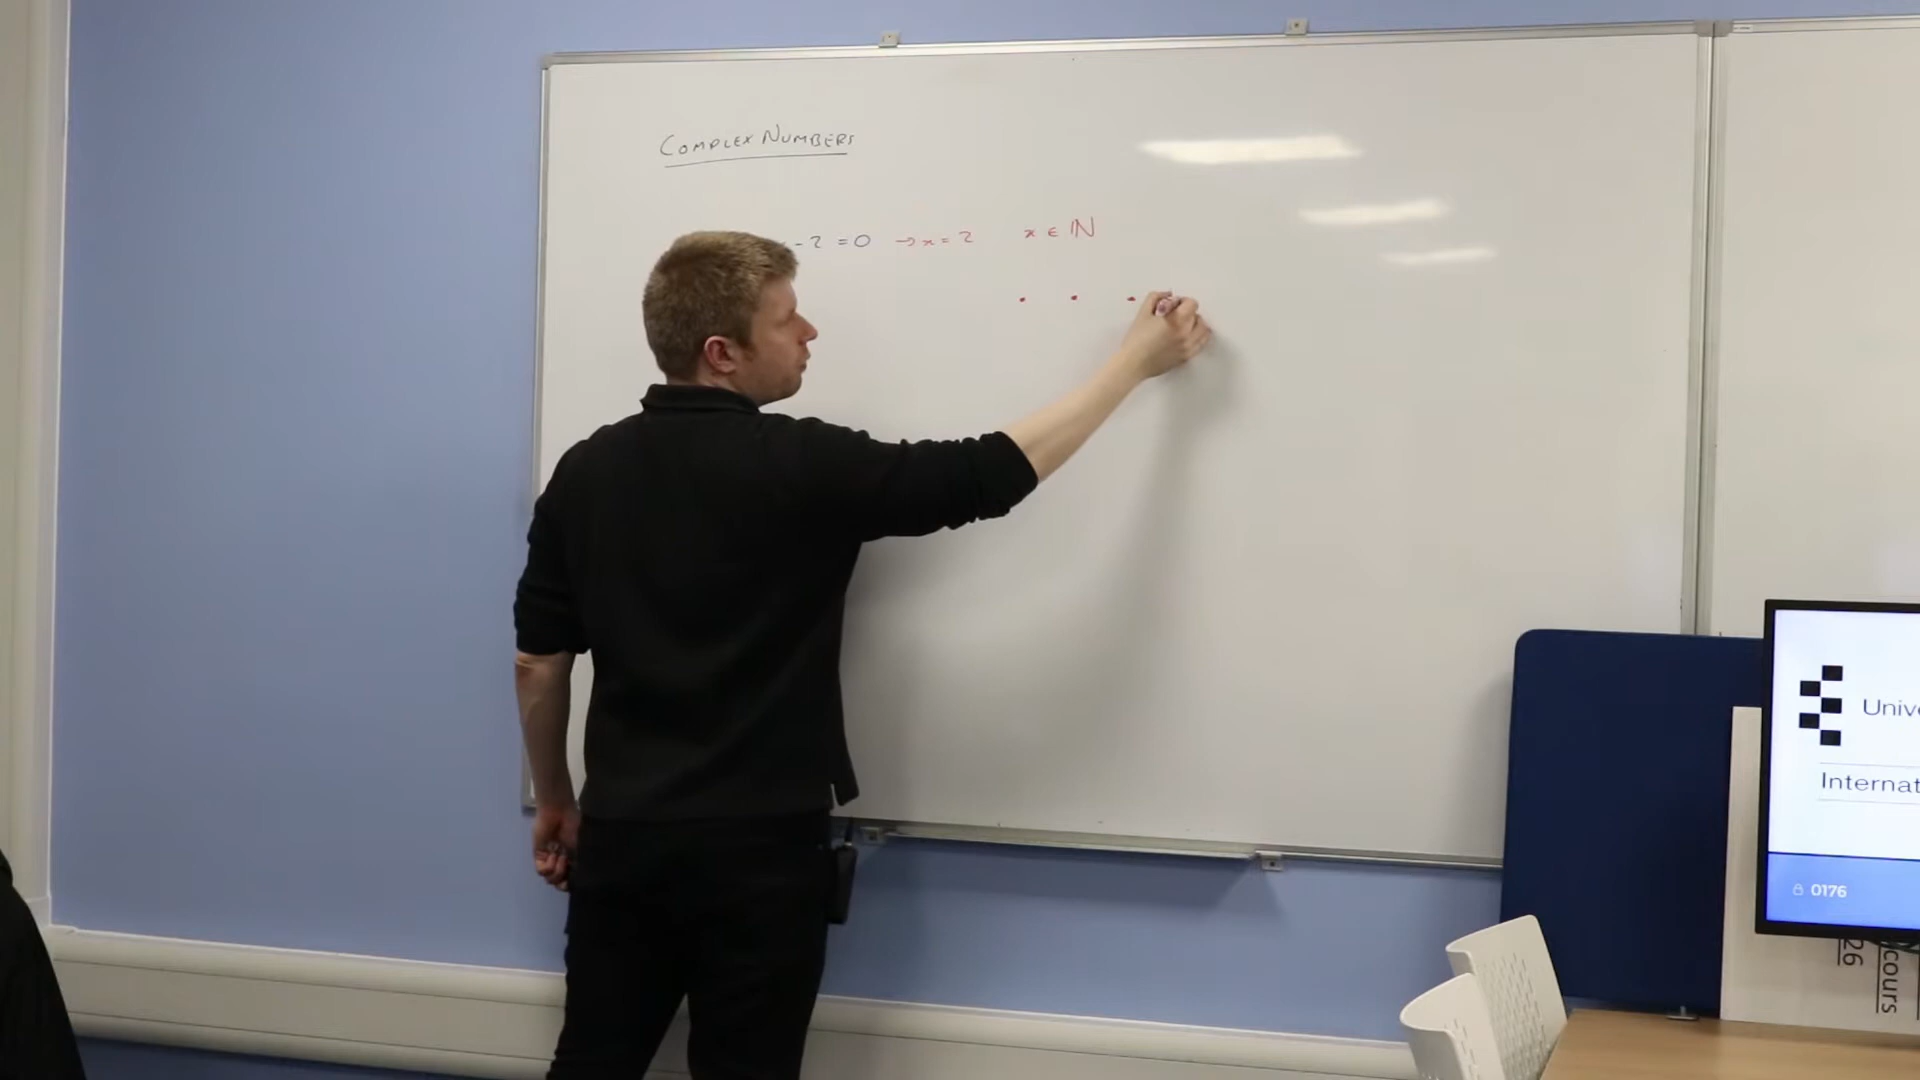 COMPLEX NUMBERS
- 2 = 0 → x = 2 x ∈ ℕ
. . .
Unive
Internat
0176
26
cours